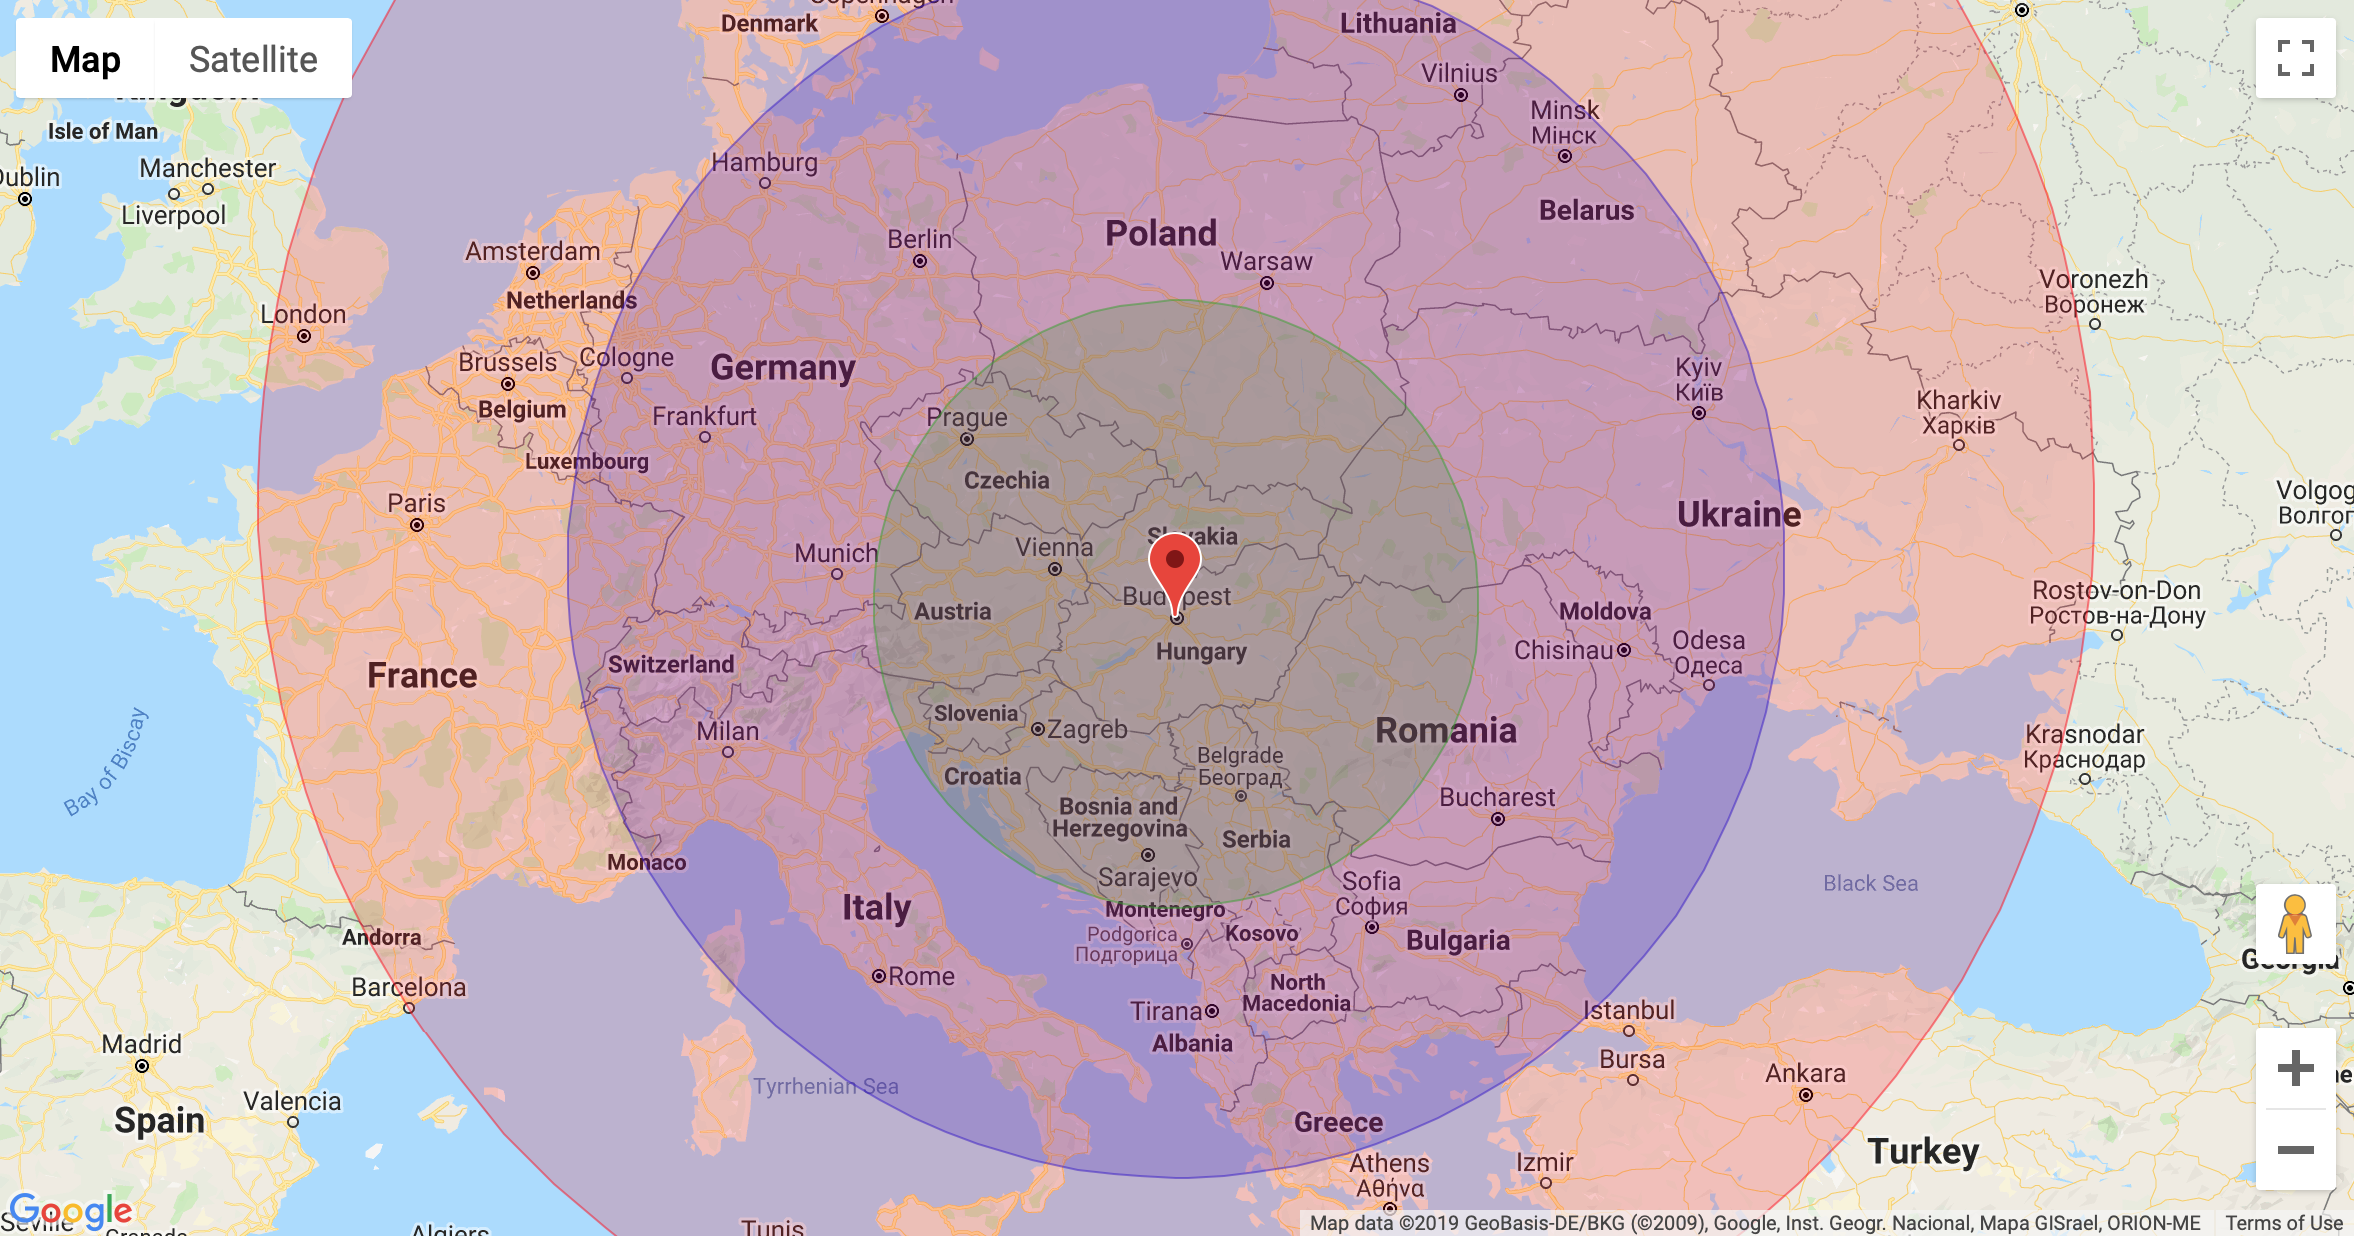 Copenhagen
Denmark
Lithuania
Map
Satellite
Vilnius
Kingdom
Isle of Man
Minsk
Мінск
Manchester
Hamburg
Dublin
Liverpool
Belarus
Poland
Berlin
Amsterdam
Warsaw
Voronezh
Воронеж
Netherlands
London
Brussels
Cologne
Germany
Kyiv
Київ
Kharkiv
Харків
Belgium
Frankfurt
Prague
Luxembourg
Czechia
Paris
Volgog
Волгог
Ukraine
Slovakia
Munich
Vienna
Budapest
Rostov-on-Don
Ростов-на-Дону
Austria
Moldova
Hungary
Chisinau
Odesa
Одеса
Switzerland
France
Slovenia
Zagreb
Milan
Romania
Bay of Biscay
Krasnodar
Краснодар
Belgrade
Београд
Croatia
Bosnia and
Herzegovina
Bucharest
Serbia
Monaco
Sarajevo
Sofia
София
Black Sea
Italy
Montenegro
Andorra
Podgorica
Подгорица
Kosovo
Bulgaria
Georgia
Rome
Barcelona
North
Macedonia
Tirana
Istanbul
Madrid
Albania
Bursa
Ankara
Tyrrhenian Sea
Valencia
Spain
Greece
Turkey
Athens
Αθήνα
Izmir
Google
Seville
Granada
Algiers
Tunis
Map data ©2019 GeoBasis-DE/BKG (©2009), Google, Inst. Geogr. Nacional, Mapa GISrael, ORION-ME
Terms of Use